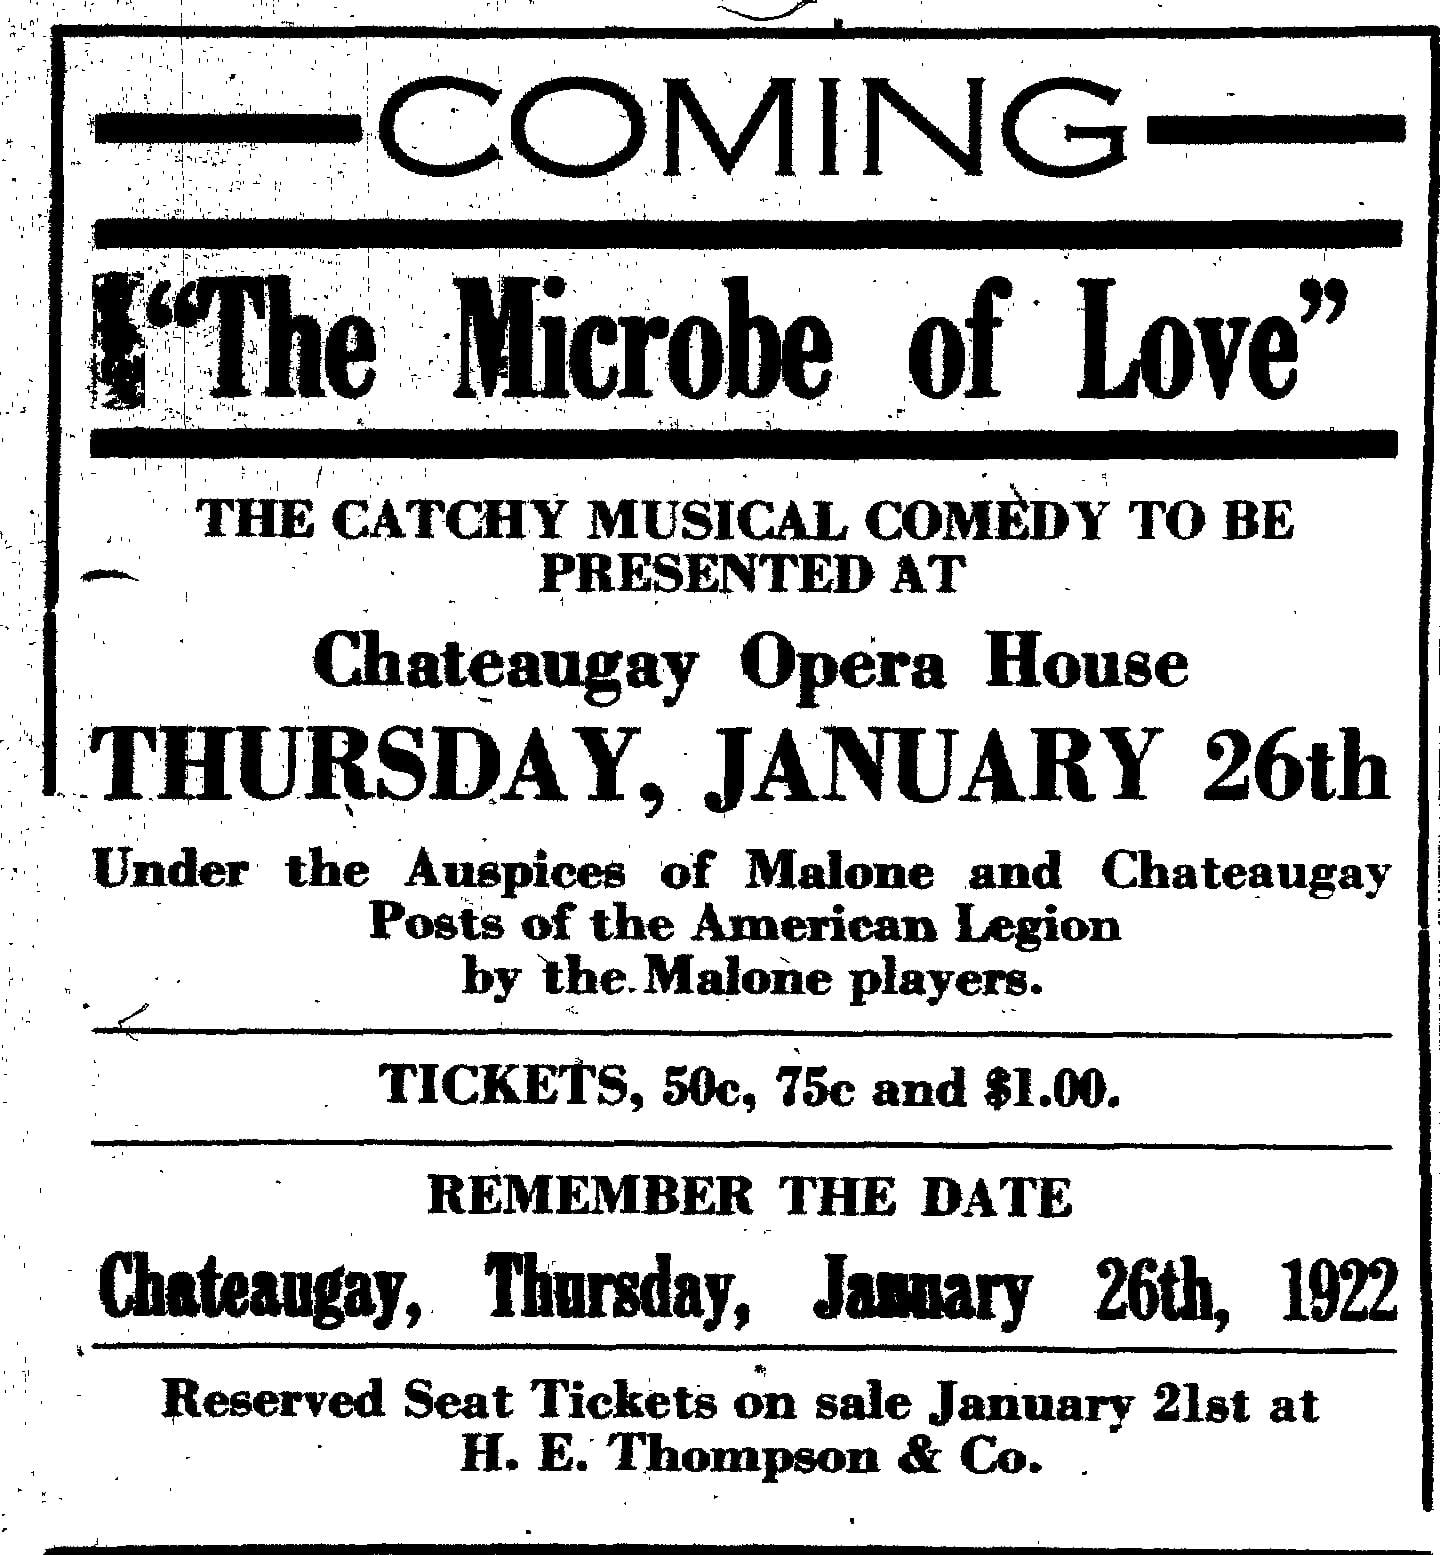 COMING
"The Microbe of Love"
THE CATCHY MUSICAL COMEDY TO BE
PRESENTED AT
Chateaugay Opera House
THURSDAY, JANUARY 26th
Under the Auspices of Malone and Chateaugay
Posts of the American Legion
by the Malone players.
TICKETS, 50c, 75c and $1.00.
REMEMBER THE DATE
Chateaugay, Thursday, January 26th, 1922
Reserved Seat Tickets on sale January 21st at
H. E. Thompson & Co.